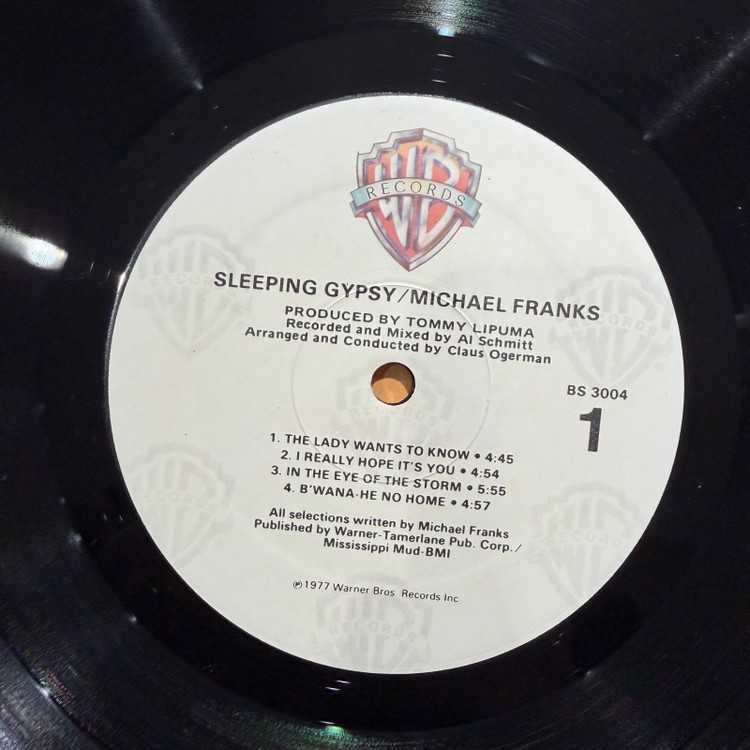 WB
RECORDS
SLEEPING GYPSY/MICHAEL FRANKS
PRODUCED BY TOMMY LIPUMA
Recorded and Mixed by Al Schmitt
Arranged and Conducted by Claus Ogerman
BS 3004
1
1. THE LADY WANTS TO KNOW • 4:45
2. I REALLY HOPE IT'S YOU • 4:54
3. IN THE EYE OF THE STORM • 5:55
4. B'WANA-HE NO HOME • 4:57
All selections written by Michael Franks
Published by Warner-Tamerlane Pub. Corp./
Mississippi Mud-BMI
℗1977 Warner Bros. Records Inc